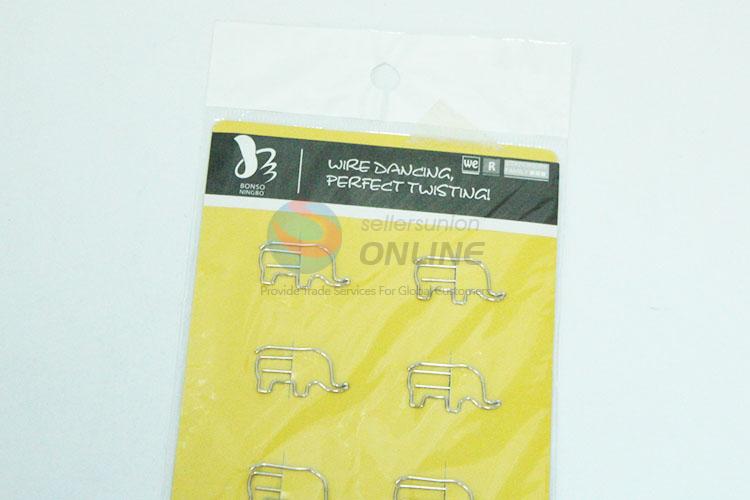 BONSO
NINGBO
WIRE DANCING,
PERFECT TWISTING!
we R
sellersunion
ONLINE
Provide Trade Services For Global Customers